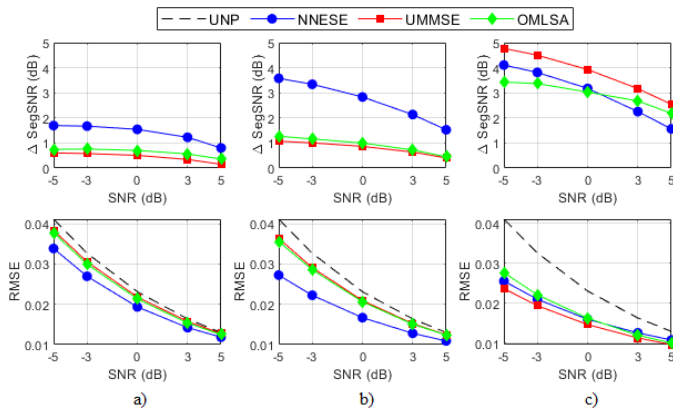 UNP NNESE UMMSE OMLSA
5 5 5
4 4 4
3 3 3
2 2 2
1 1 1
0 0 0
Δ SegSNR (dB) Δ SegSNR (dB) Δ SegSNR (dB)
-5 -3 0 3 5 -5 -3 0 3 5 -5 -3 0 3 5
SNR (dB) SNR (dB) SNR (dB)
0.04 0.04 0.04
0.03 0.03 0.03
0.02 0.02 0.02
0.01 0.01 0.01
RMSE RMSE RMSE
-5 -3 0 3 5 -5 -3 0 3 5 -5 -3 0 3 5
SNR (dB) SNR (dB) SNR (dB)
a) b) c)